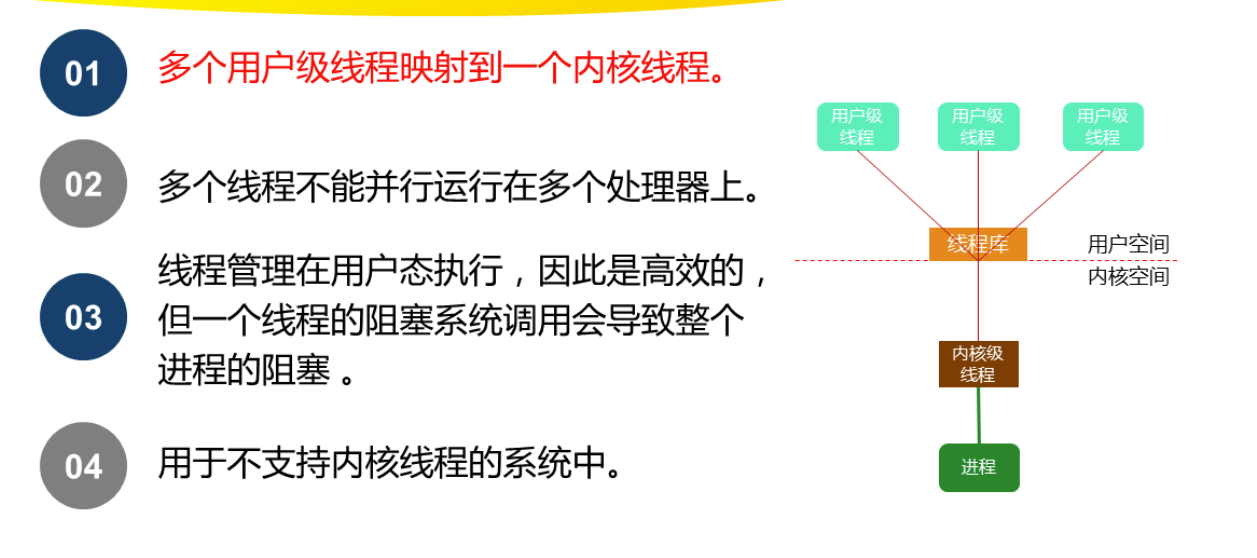 01
多个用户级线程映射到一个内核线程。
02
多个线程不能并行运行在多个处理器上。
03
线程管理在用户态执行，因此是高效的，
但一个线程的阻塞系统调用会导致整个
进程的阻塞 。
04
用于不支持内核线程的系统中。
用户级
线程
用户级
线程
用户级
线程
线程库
用户空间
内核空间
内核级
线程
进程